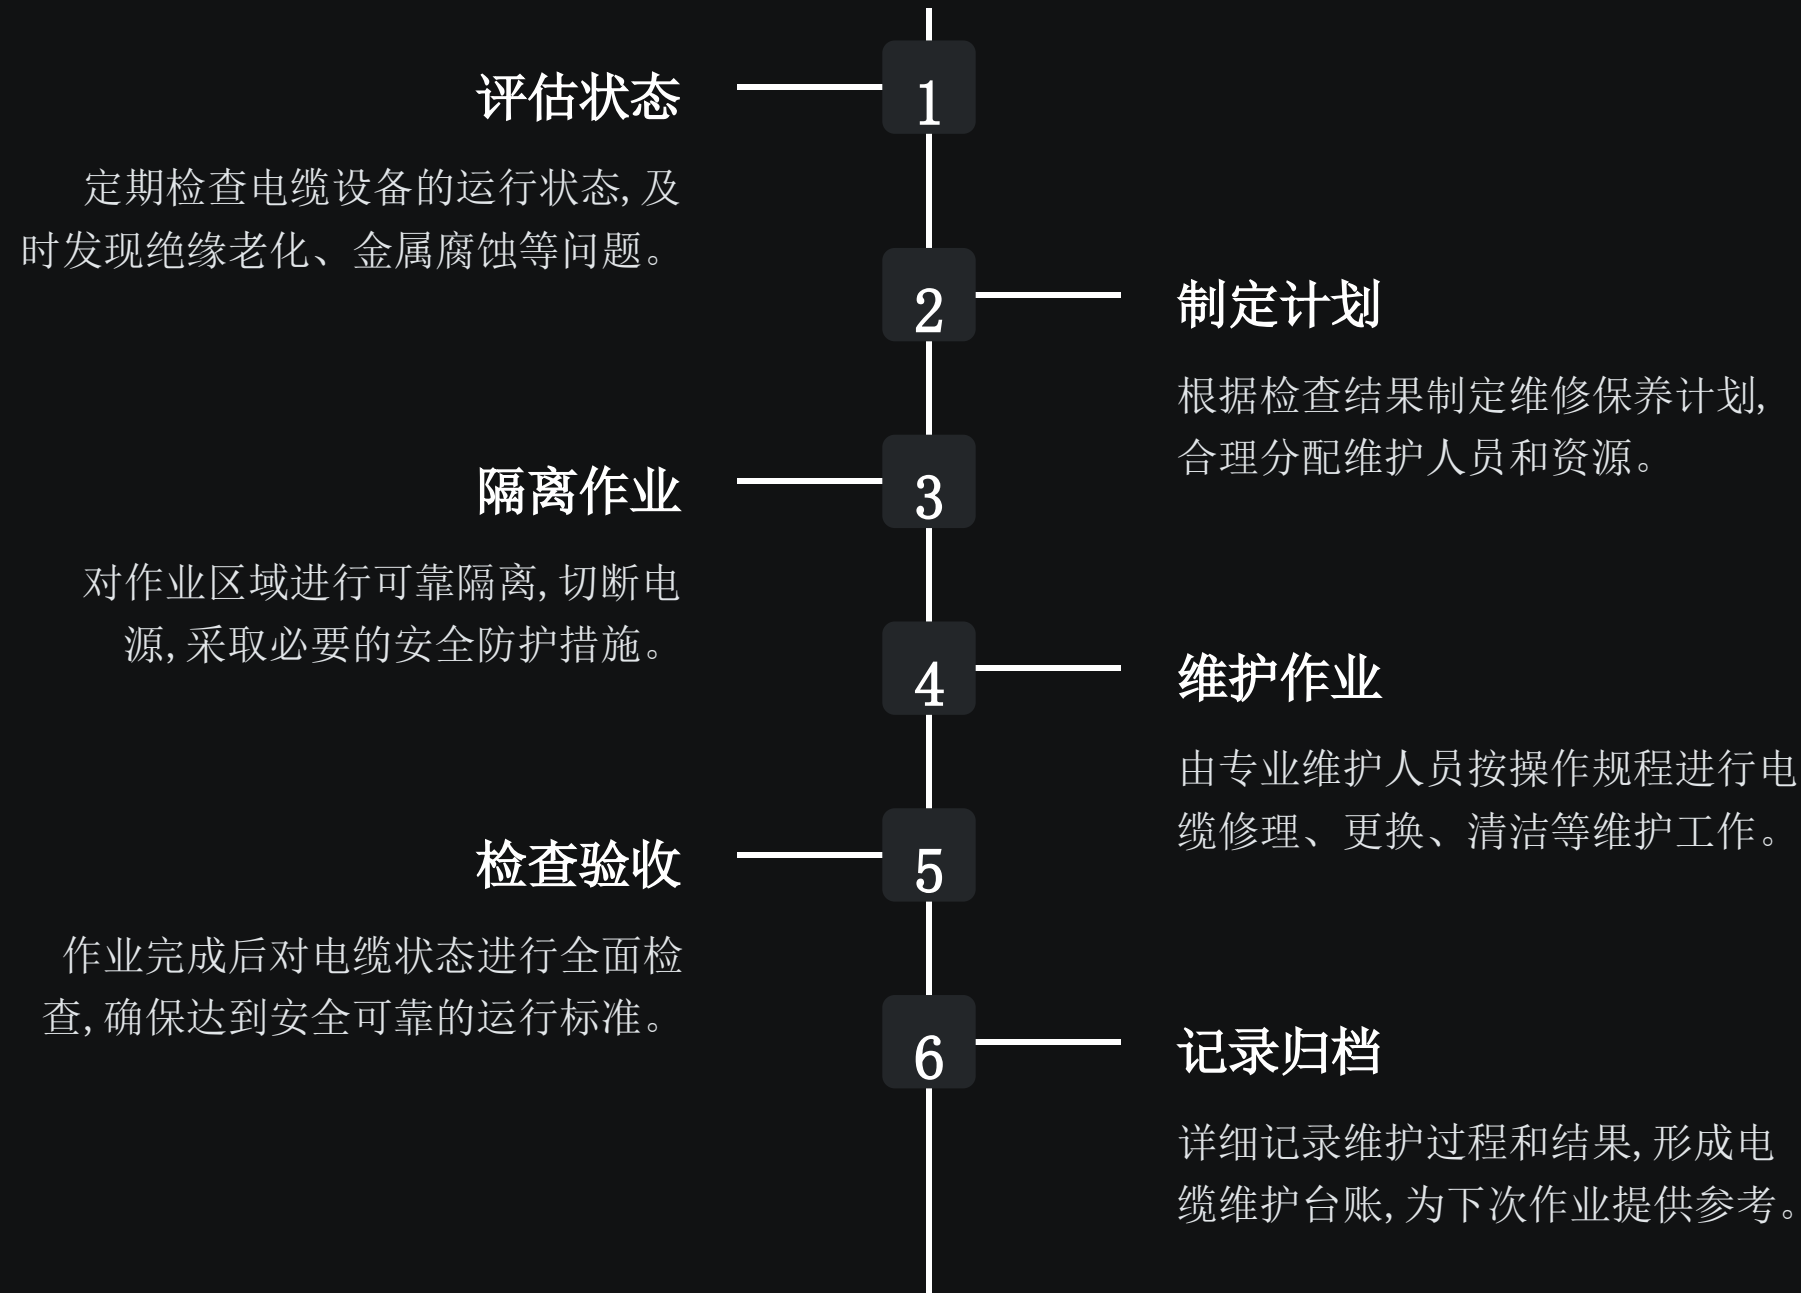 1
评估状态
定期检查电缆设备的运行状态,及
时发现绝缘老化、金属腐蚀等问题。
2
制定计划
根据检查结果制定维修保养计划,
合理分配维护人员和资源。
3
隔离作业
对作业区域进行可靠隔离,切断电
源,采取必要的安全防护措施。
4
维护作业
由专业维护人员按操作规程进行电
缆修理、更换、清洁等维护工作。
5
检查验收
作业完成后对电缆状态进行全面检
查,确保达到安全可靠的运行标准。
6
记录归档
详细记录维护过程和结果,形成电
缆维护台账,为下次作业提供参考。